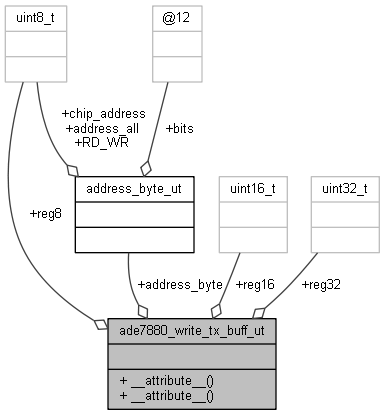 uint8_t
@12
+chip_address
+address_all
+RD_WR
+bits
address_byte_ut
uint16_t
uint32_t
+reg8
+address_byte
+reg16
+reg32
ade7880_write_tx_buff_ut
+ __attribute__()
+ __attribute__()